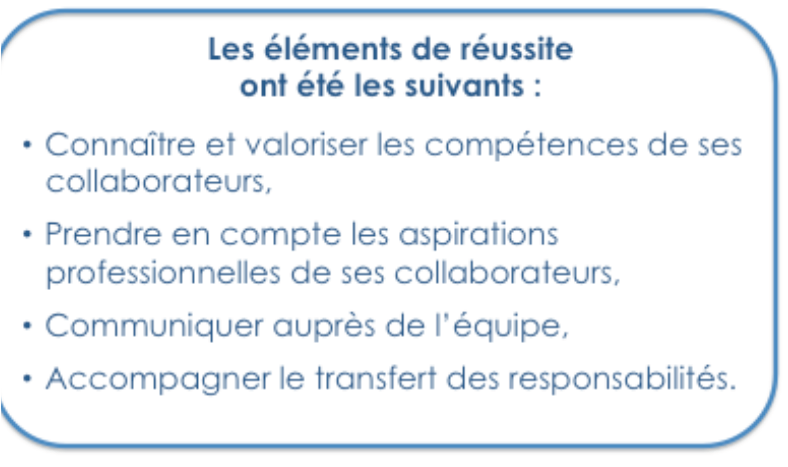 Les éléments de réussite
ont été les suivants :
• Connaître et valoriser les compétences de ses
collaborateurs,
• Prendre en compte les aspirations
professionnelles de ses collaborateurs,
• Communiquer auprès de l’équipe,
• Accompagner le transfert des responsabilités.